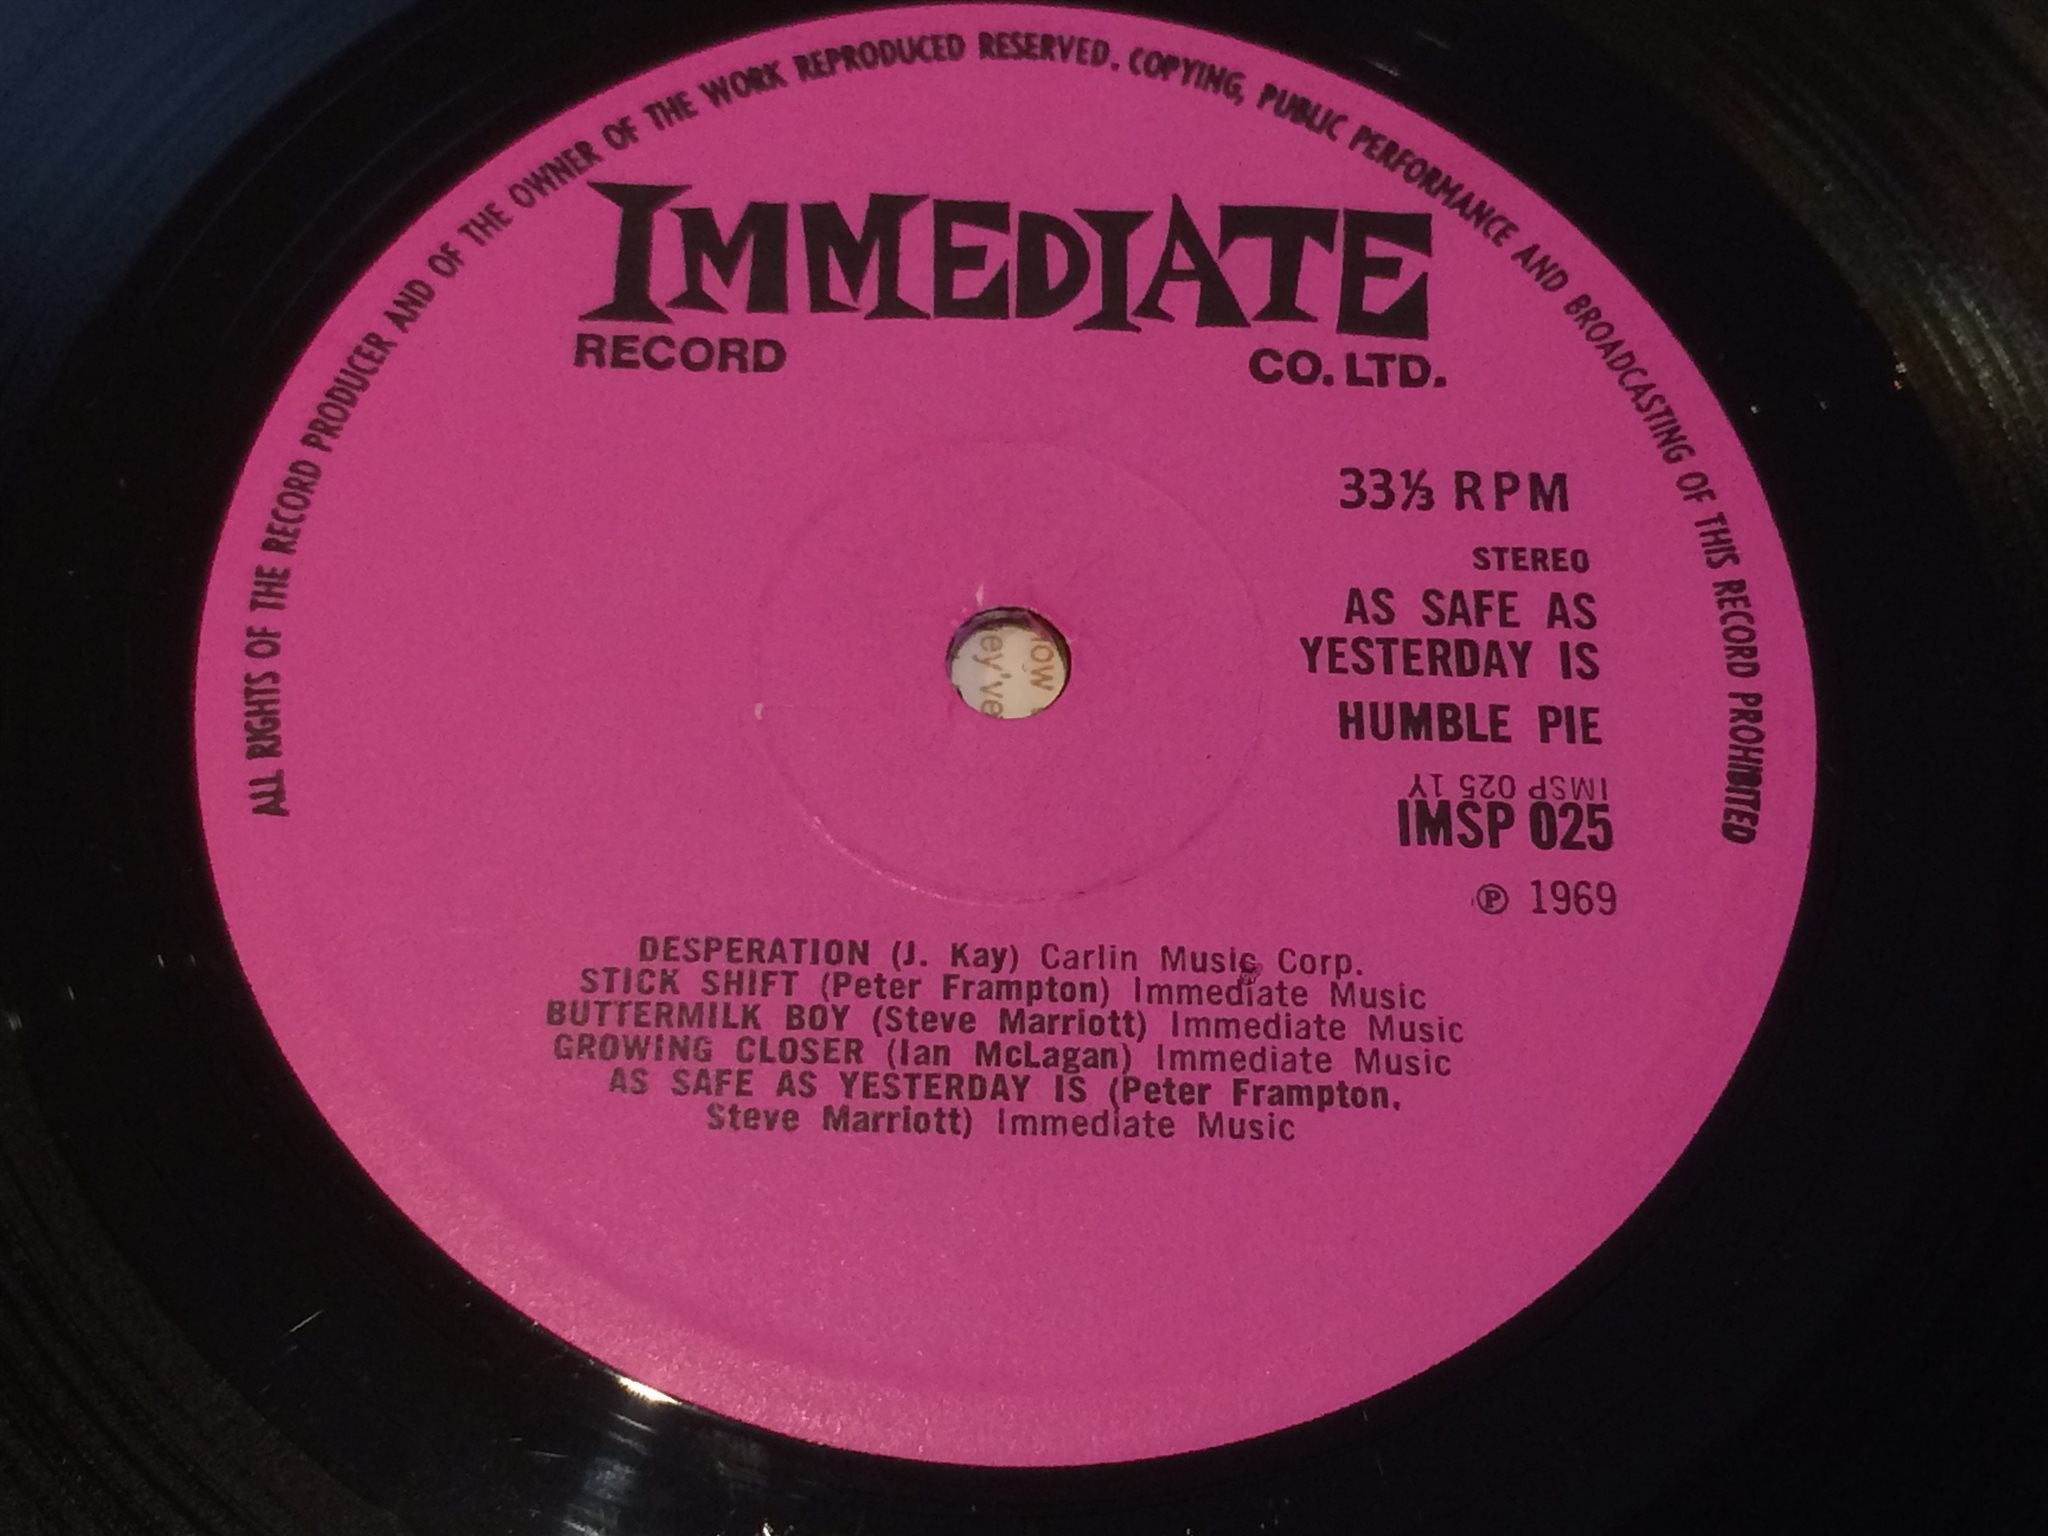 ALL RIGHTS OF THE RECORD PRODUCER AND OF THE OWNER OF THE WORK REPRODUCED RESERVED. COPYING, PUBLIC PERFORMANCE AND BROADCASTING OF THIS RECORD PROHIBITED
IMMEDIATE
RECORD CO. LTD.
33⅓ RPM
STEREO
AS SAFE AS
YESTERDAY IS
HUMBLE PIE
IMSP 025 1Y
IMSP 025
℗ 1969
ey've
DESPERATION (J. Kay) Carlin Music Corp.
STICK SHIFT (Peter Frampton) Immediate Music
BUTTERMILK BOY (Steve Marriott) Immediate Music
GROWING CLOSER (Ian McLagan) Immediate Music
AS SAFE AS YESTERDAY IS (Peter Frampton,
Steve Marriott) Immediate Music